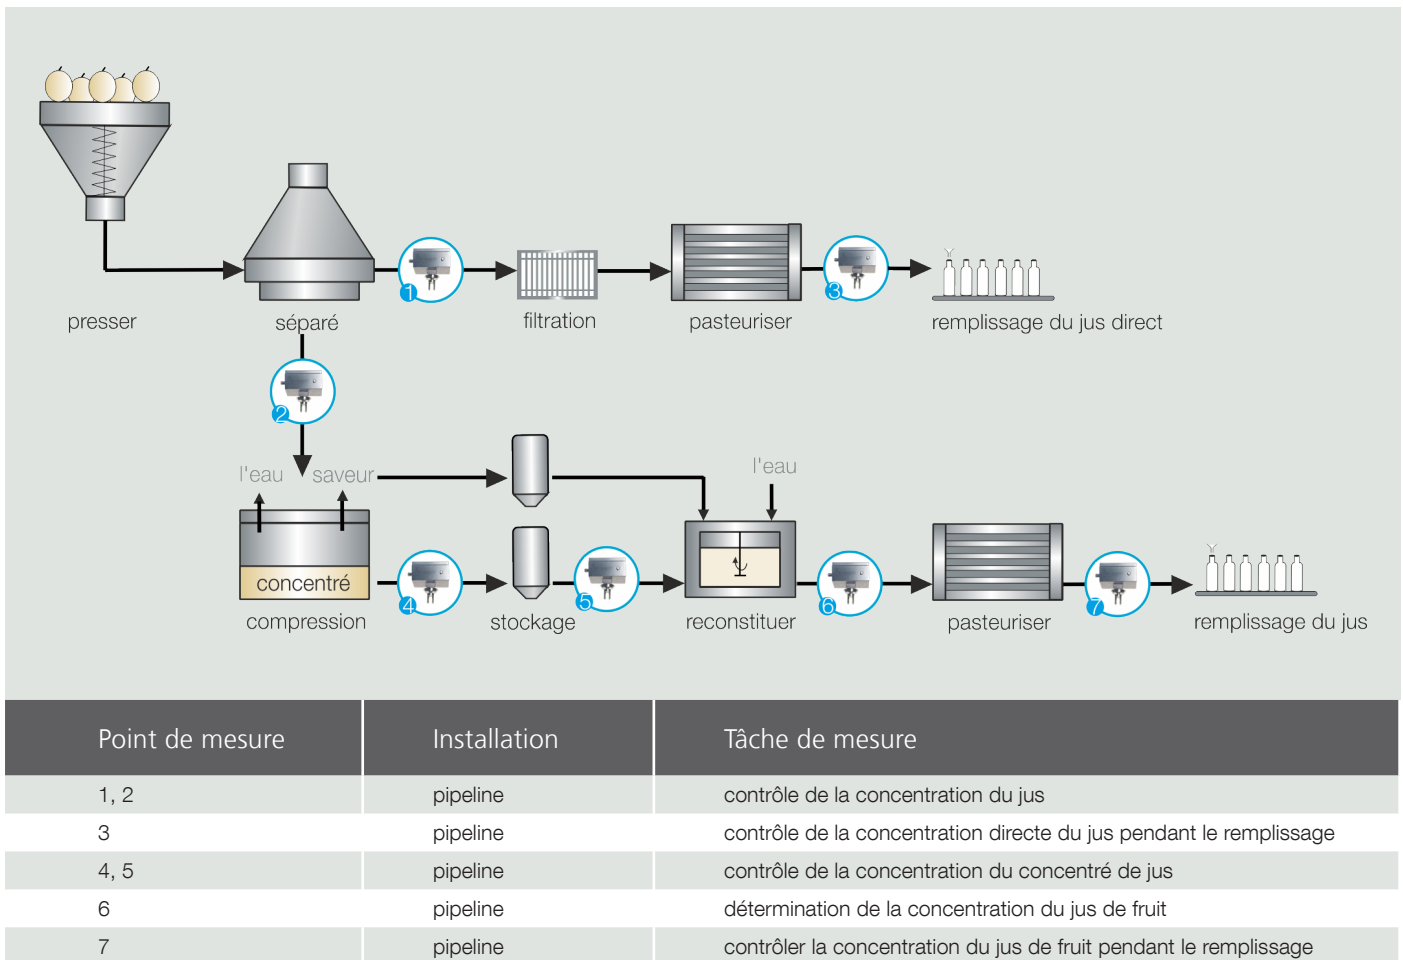 1
3
presser
séparé
filtration
pasteuriser
remplissage du jus direct
2
l'eau
saveur
l'eau
concentré
4
5
6
7
compression
stockage
reconstituer
pasteuriser
remplissage du jus
Point de mesure Installation Tâche de mesure
1, 2 pipeline contrôle de la concentration du jus
3 pipeline contrôle de la concentration directe du jus pendant le remplissage
4, 5 pipeline contrôle de la concentration du concentré de jus
6 pipeline détermination de la concentration du jus de fruit
7 pipeline contrôler la concentration du jus de fruit pendant le remplissage